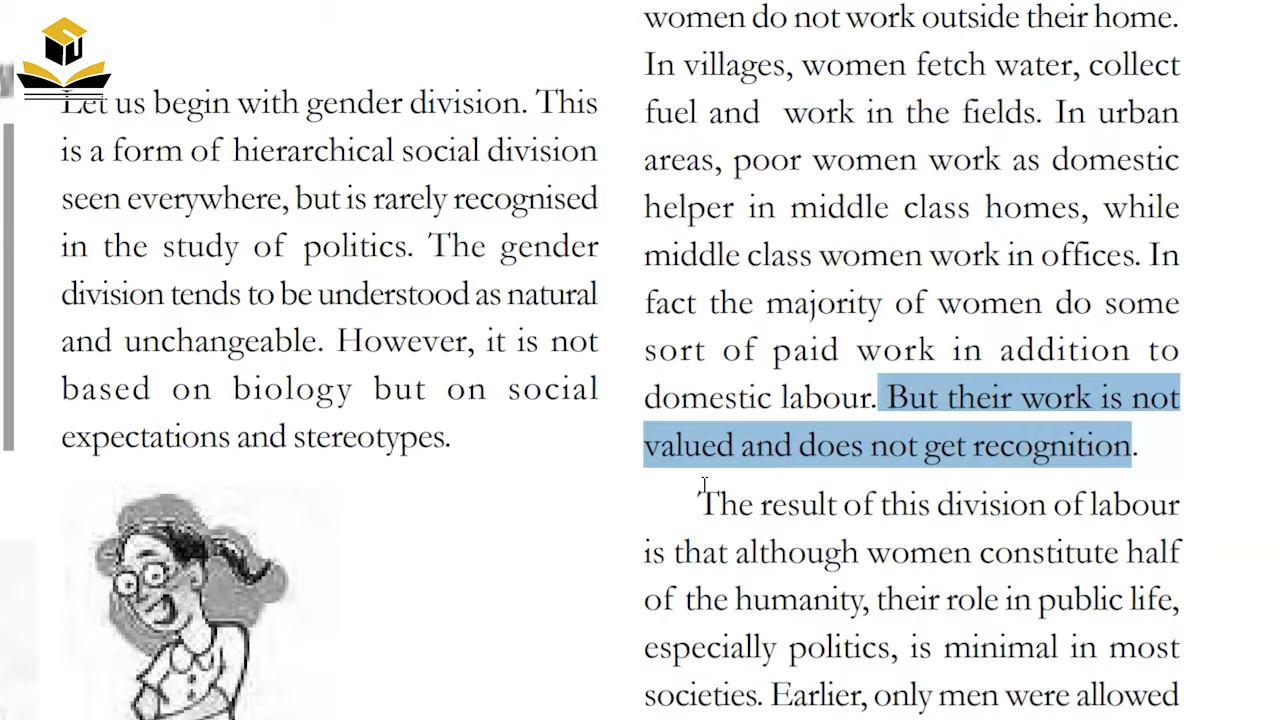 Let us begin with gender division. This
is a form of hierarchical social division
seen everywhere, but is rarely recognised
in the study of politics. The gender
division tends to be understood as natural
and unchangeable. However, it is not
based on biology but on social
expectations and stereotypes.
women do not work outside their home.
In villages, women fetch water, collect
fuel and work in the fields. In urban
areas, poor women work as domestic
helper in middle class homes, while
middle class women work in offices. In
fact the majority of women do some
sort of paid work in addition to
domestic labour. But their work is not
valued and does not get recognition.
The result of this division of labour
is that although women constitute half
of the humanity, their role in public life,
especially politics, is minimal in most
societies. Earlier, only men were allowed